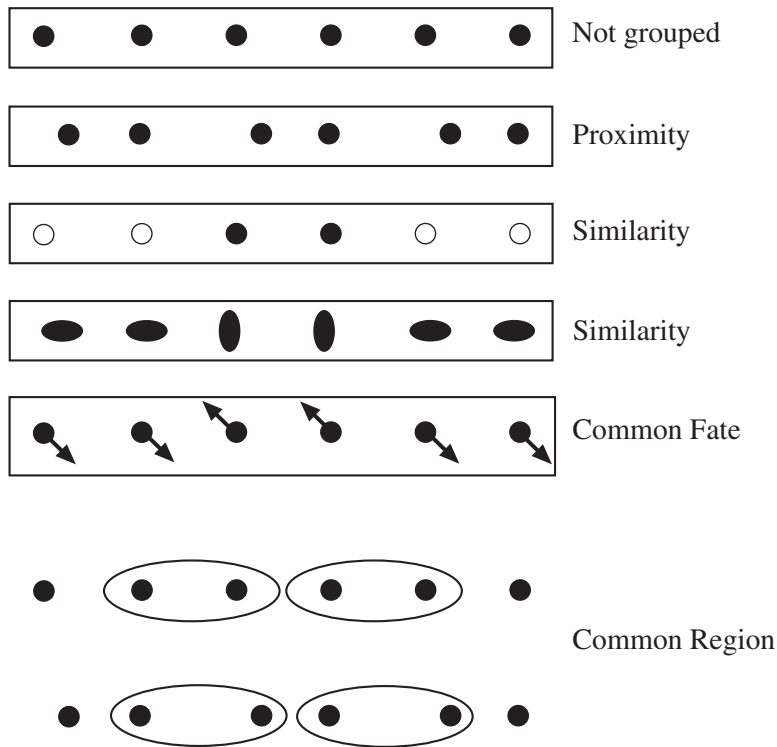 Not grouped
Proximity
Similarity
Similarity
Common Fate
Common Region